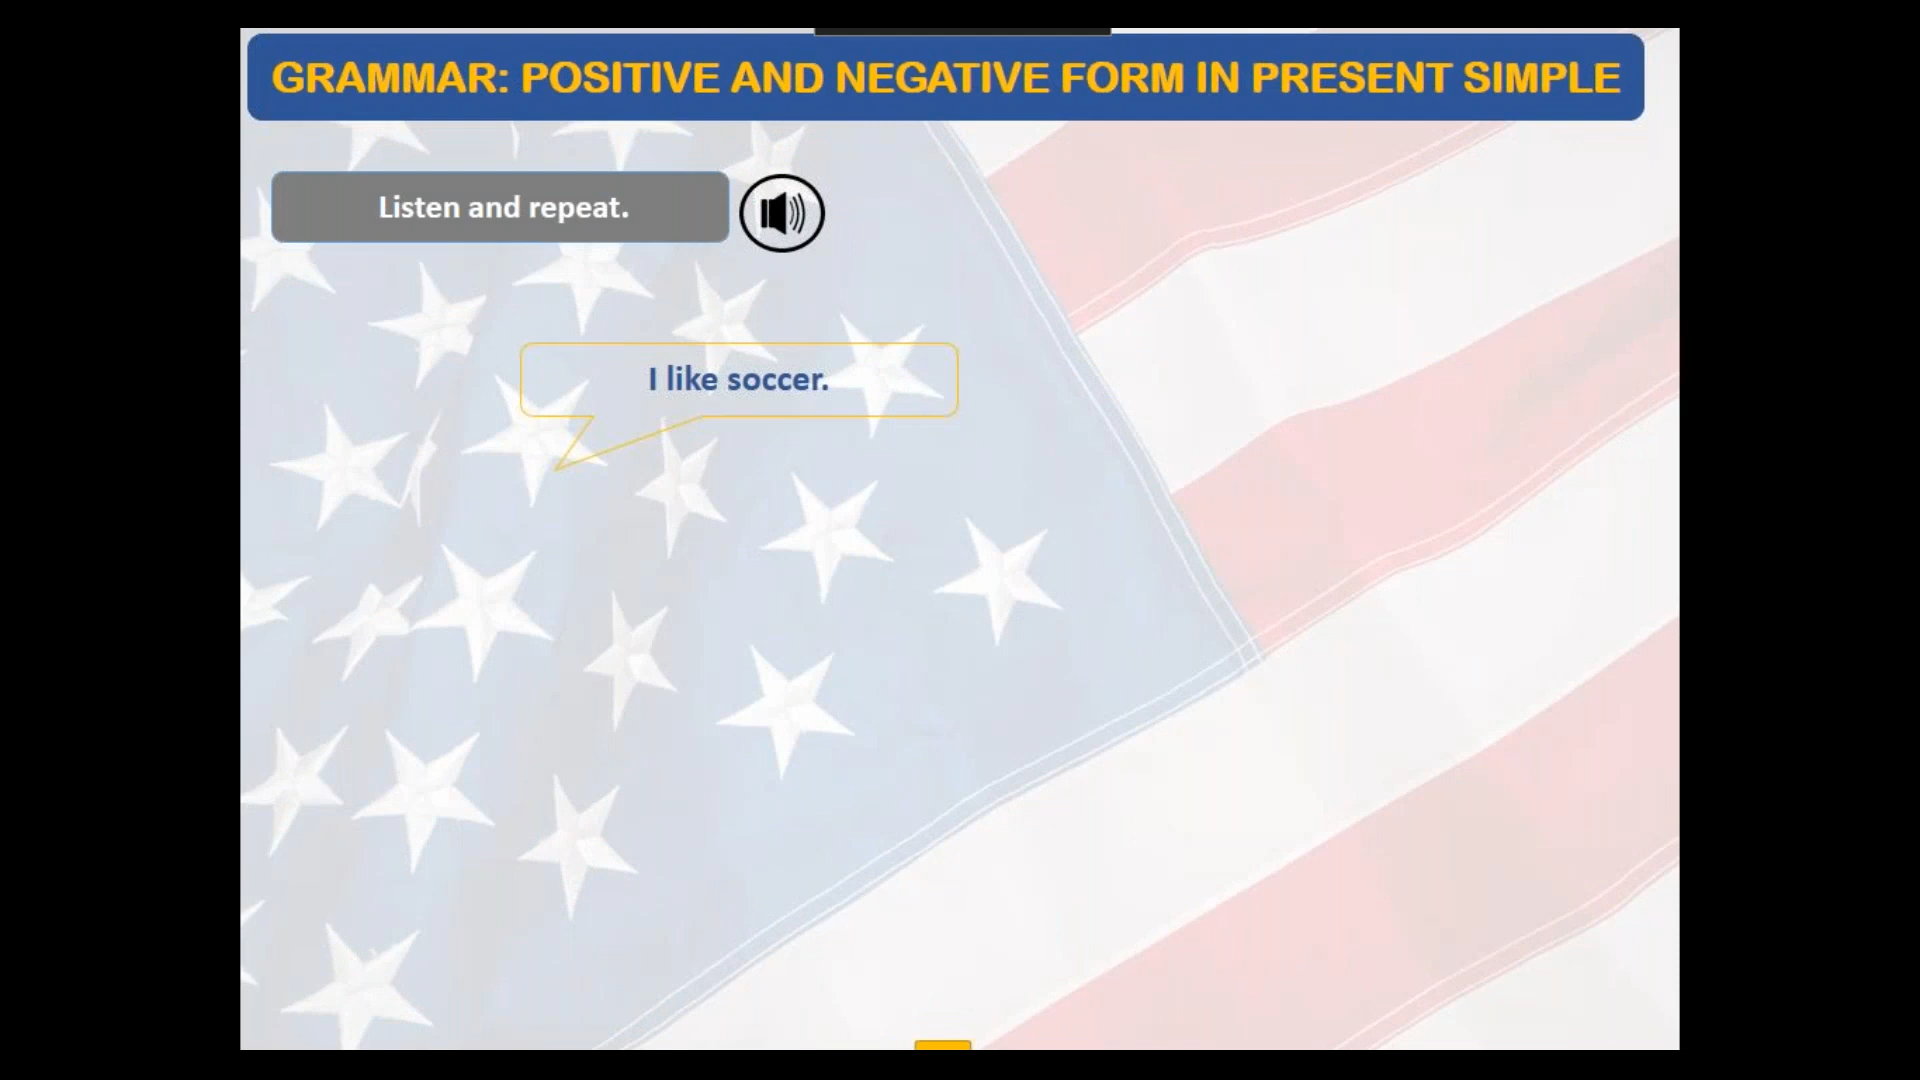 GRAMMAR: POSITIVE AND NEGATIVE FORM IN PRESENT SIMPLE
Listen and repeat.
I like soccer.